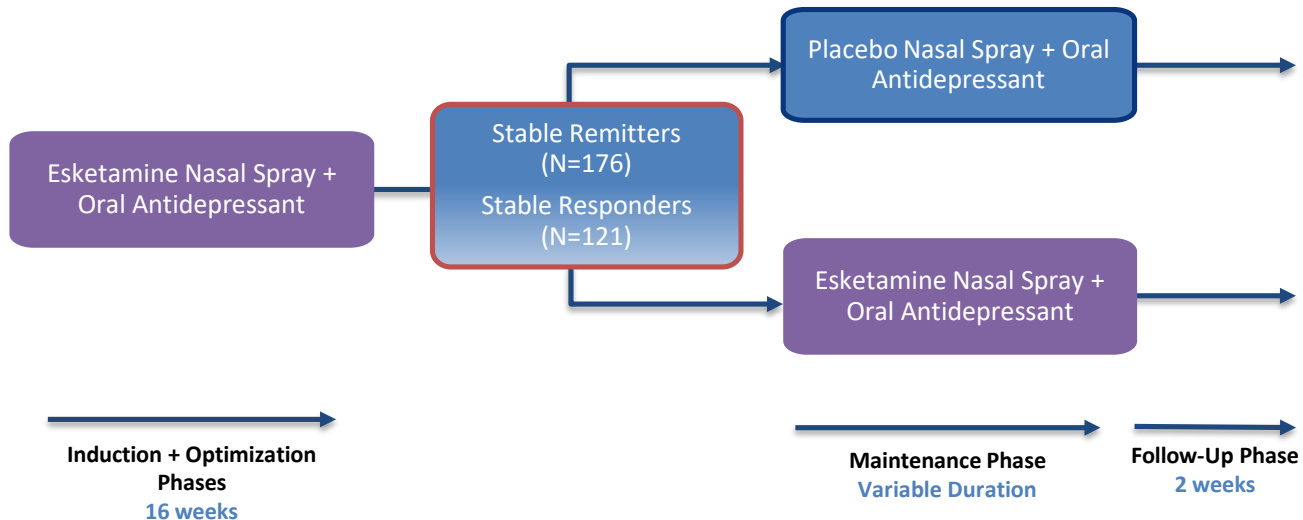 Esketamine Nasal Spray +
Oral Antidepressant
Stable Remitters
(N=176)
Stable Responders
(N=121)
Placebo Nasal Spray + Oral
Antidepressant
Esketamine Nasal Spray +
Oral Antidepressant
Induction + Optimization
Phases
16 weeks
Maintenance Phase
Variable Duration
Follow-Up Phase
2 weeks